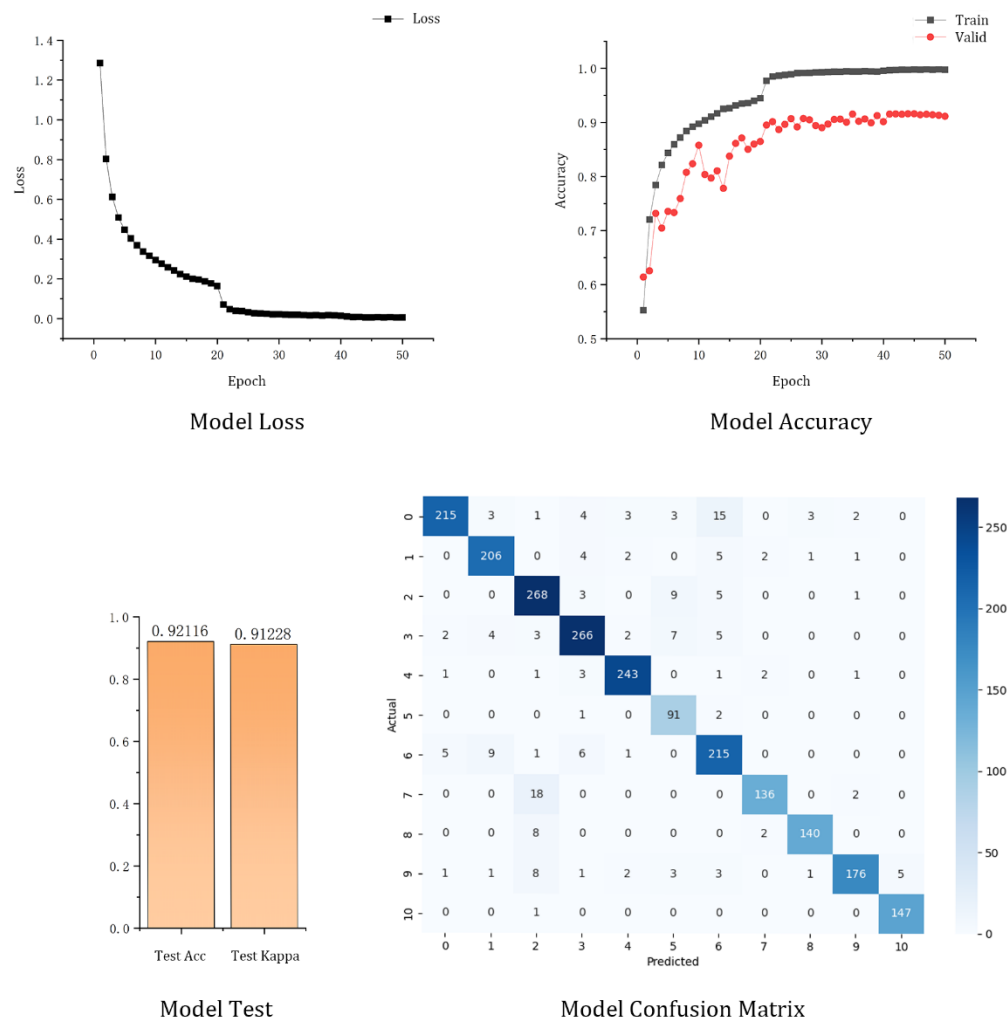 Loss
1.4
1.2
1.0
0.8
0.6
0.4
0.2
0.0
Loss
0 10 20 30 40 50
Epoch
Model Loss
Train
Valid
1.0
0.9
0.8
0.7
0.6
0.5
Accuracy
0 10 20 30 40 50
Epoch
Model Accuracy
1.0
0.8
0.6
0.4
0.2
0.0
0.92116 0.91228
Test Acc Test Kappa
Model Test
Actual
0 215 3 1 4 3 3 15 0 3 2 0
1 0 206 0 4 2 0 5 2 1 1 0
2 0 0 268 3 0 9 5 0 0 1 0
3 2 4 3 266 2 7 5 0 0 0 0
4 1 0 1 3 243 0 1 2 0 1 0
5 0 0 0 1 0 91 2 0 0 0 0
6 5 9 1 6 1 0 215 0 0 0 0
7 0 0 18 0 0 0 0 136 0 2 0
8 0 0 8 0 0 0 0 2 140 0 0
9 1 1 8 1 2 3 3 0 1 176 5
10 0 0 1 0 0 0 0 0 0 0 147
0 1 2 3 4 5 6 7 8 9 10
Predicted
250
200
150
100
50
0
Model Confusion Matrix